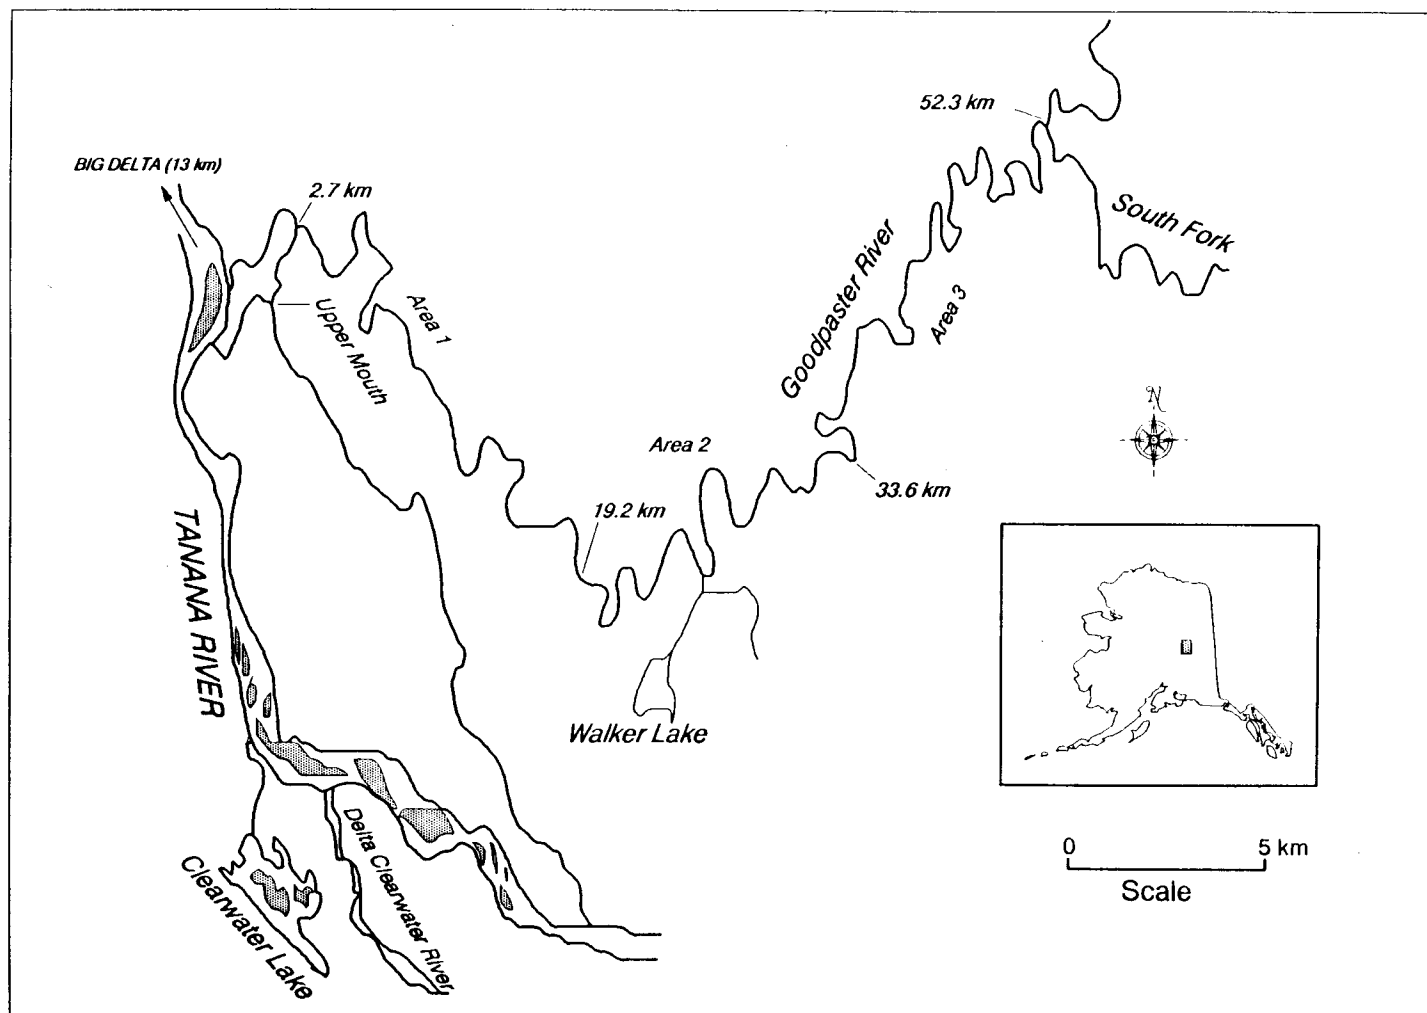 52.3 km
BIG DELTA (13 km)
2.7 km
South Fork
Goodpaster River
Area 3
Area 1
Upper Mouth
N
Area 2
33.6 km
19.2 km
TANANA RIVER
Walker Lake
Delta Clearwater River
Clearwater Lake
0 5 km
Scale